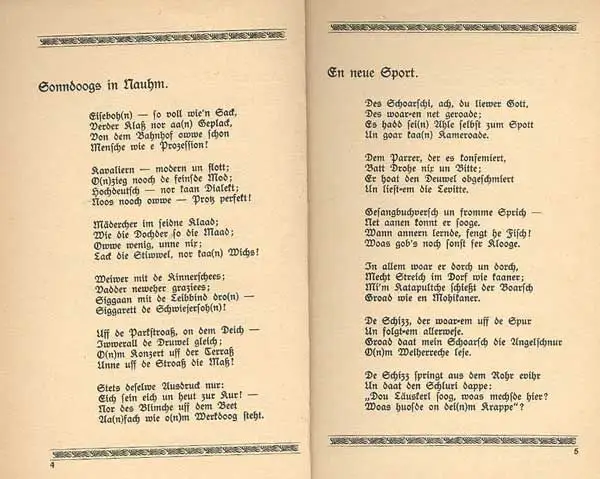 Sonndoogs in Nauhm.
Eiseboh(n) — so voll wie'n Sack,
Verder Klaß nor aa(n) Geplack,
Von dem Bahnhof owwe schon
Mensche wie e Prozession!
Kavaliern — modern un flott;
O(n)zieg nooch de feinste Mod;
Hochdeutsch — nor kaan Dialekt;
Noos nooch owwe — Protz perfekt!
Mädercher im seidne Klaad;
Wie die Dochder so die Maad;
Owwe wenig, unne nix;
Lack die Stiwwel, nor kaa(n) Wichs!
Weiwer mit de Kinnerschees;
Vadder neweher graziees;
Siggaan mit de Leibbind dro(n) —
Siggarett de Schwiejersoh(n)!
Uff de Parkstroaß, on dem Deich —
Jwwerall de Druwel gleich;
O(n)m Konzert uff der Terraß
Unne uff de Stroaß die Maß!
Stets deselwe Ausdruck nur:
Eich sein eich un heut zur Kur! —
Nor des Blimche uff dem Beet
Aa(n)fach wie o(n)m Werkdoog steht.
4
En neue Sport.
Des Schoarschi, ach, du liewer Gott,
Des woar•en net geroade;
Es hadd sei(n) Ahle selbst zum Spott
Un goar kaa(n) Kameroade.
Dem Parrer, der es konfemiert,
Batt Drohe nix un Bitte;
Er hoat den Deuwel obgeschmiert
Un liest•em die Levitte.
Gesangbuchversch un fromme Sprich —
Net aanen konnt er sooge.
Wann annern lernde, fengt he Fisch!
Woas gob's noch sonst fer Klooge.
In allem woar er dorch un dorch,
Mecht Streich im Dorf wie kaaner;
Mi'm Katapultche schießt der Boarsch
Groad wie en Mohikaner.
De Schizz, der woar•em uff de Spur
Un folgt•em allerwese.
Groad daat mein Schoarsch die Angelschnur
O(n)m Welherreche lese.
De Schizz springt aus dem Rohr evihr
Un daat den Schluri dappe:
„Dou Läuskerl soog, woas mechsde hier?
Woas huosde on dei(n)m Krappe"?
5